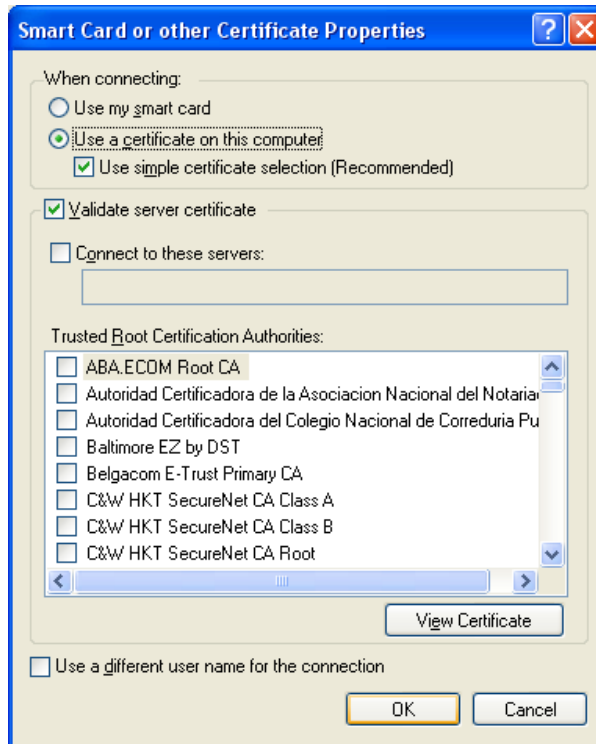 Smart Card or other Certificate Properties
When connecting:
Use my smart card
Use a certificate on this computer
Use simple certificate selection (Recommended)
Validate server certificate
Connect to these servers:
Trusted Root Certification Authorities:
ABA.ECOM Root CA
Autoridad Certificadora de la Asociacion Nacional del Notaria
Autoridad Certificadora del Colegio Nacional de Correduria Pu
Baltimore EZ by DST
Belgacom E-Trust Primary CA
C&W HKT SecureNet CA Class A
C&W HKT SecureNet CA Class B
C&W HKT SecureNet CA Root
View Certificate
Use a different user name for the connection
OK Cancel